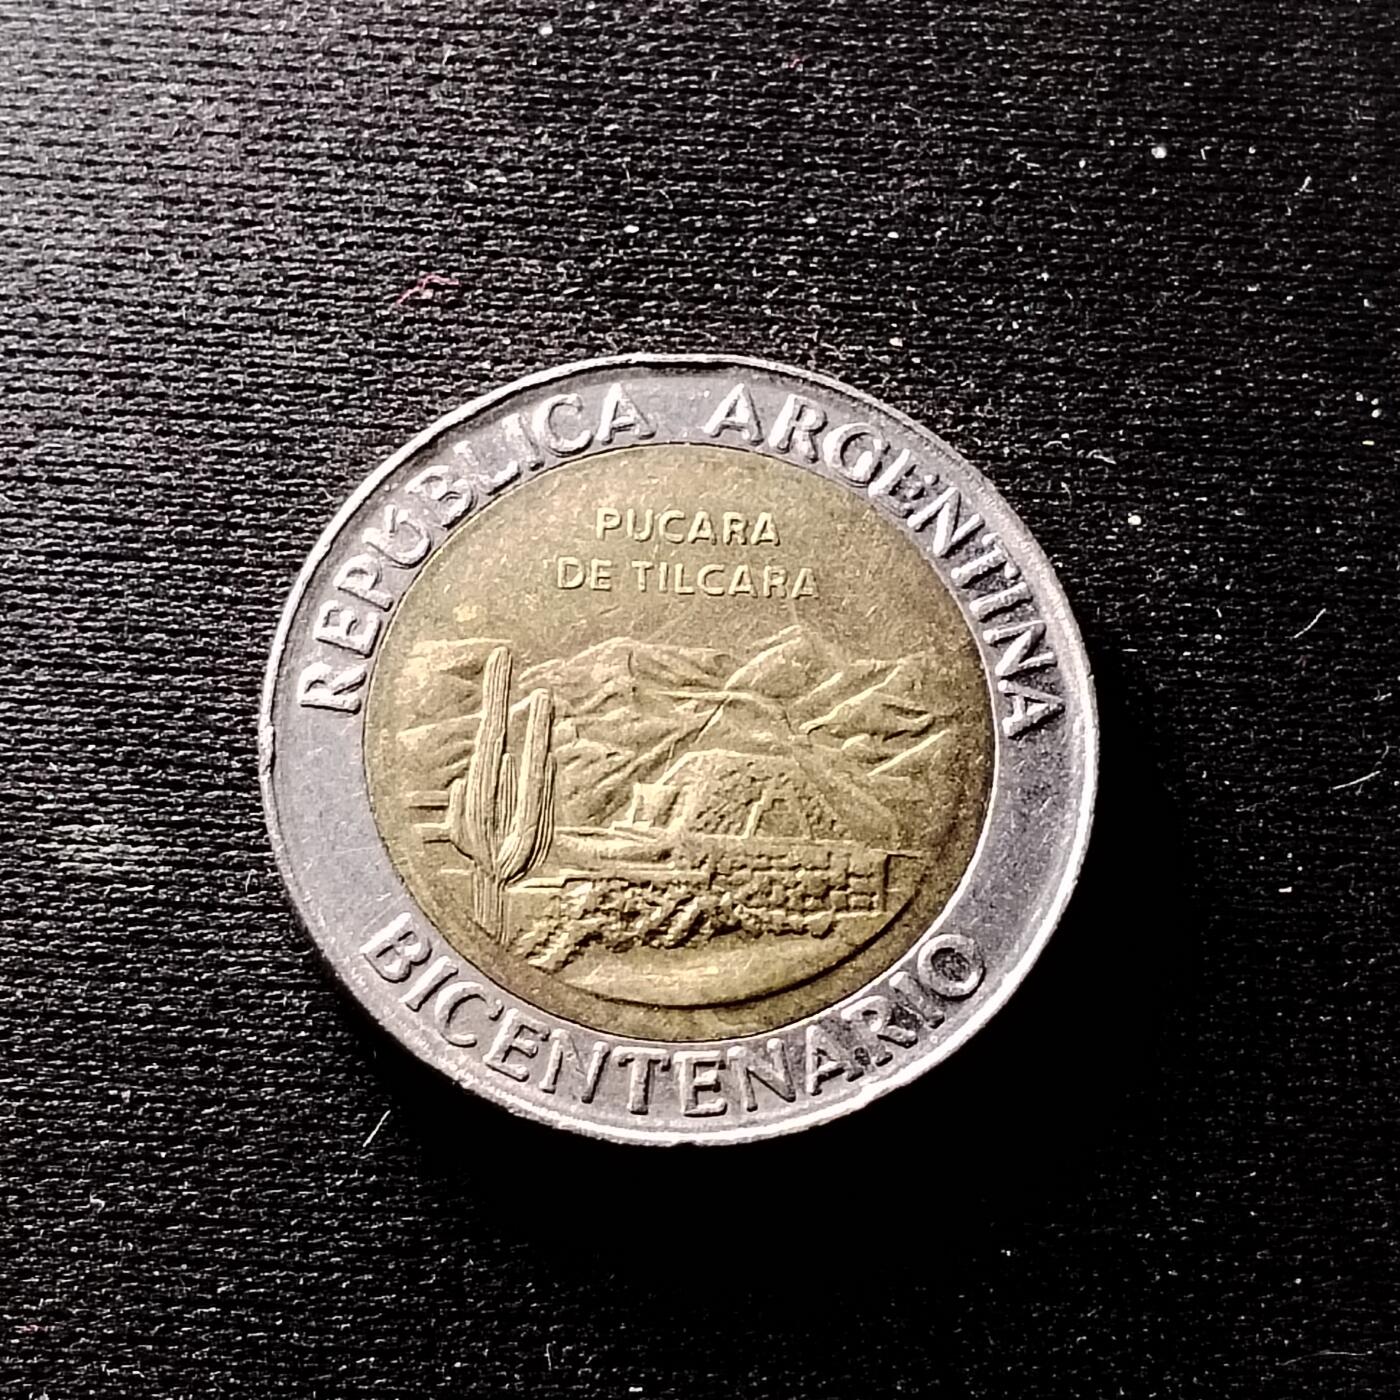 REPÚBLICA ARGENTINA
PUCARA
DE TILCARA
BICENTENARIO